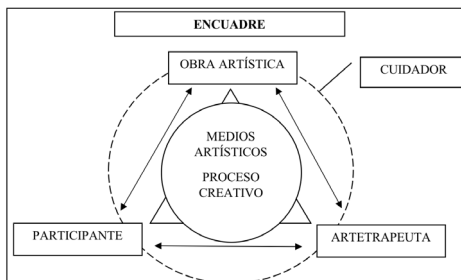 ENCUADRE
OBRA ARTÍSTICA
CUIDADOR
MEDIOS
ARTÍSTICOS
PROCESO
CREATIVO
PARTICIPANTE
ARTETRAPEUTA